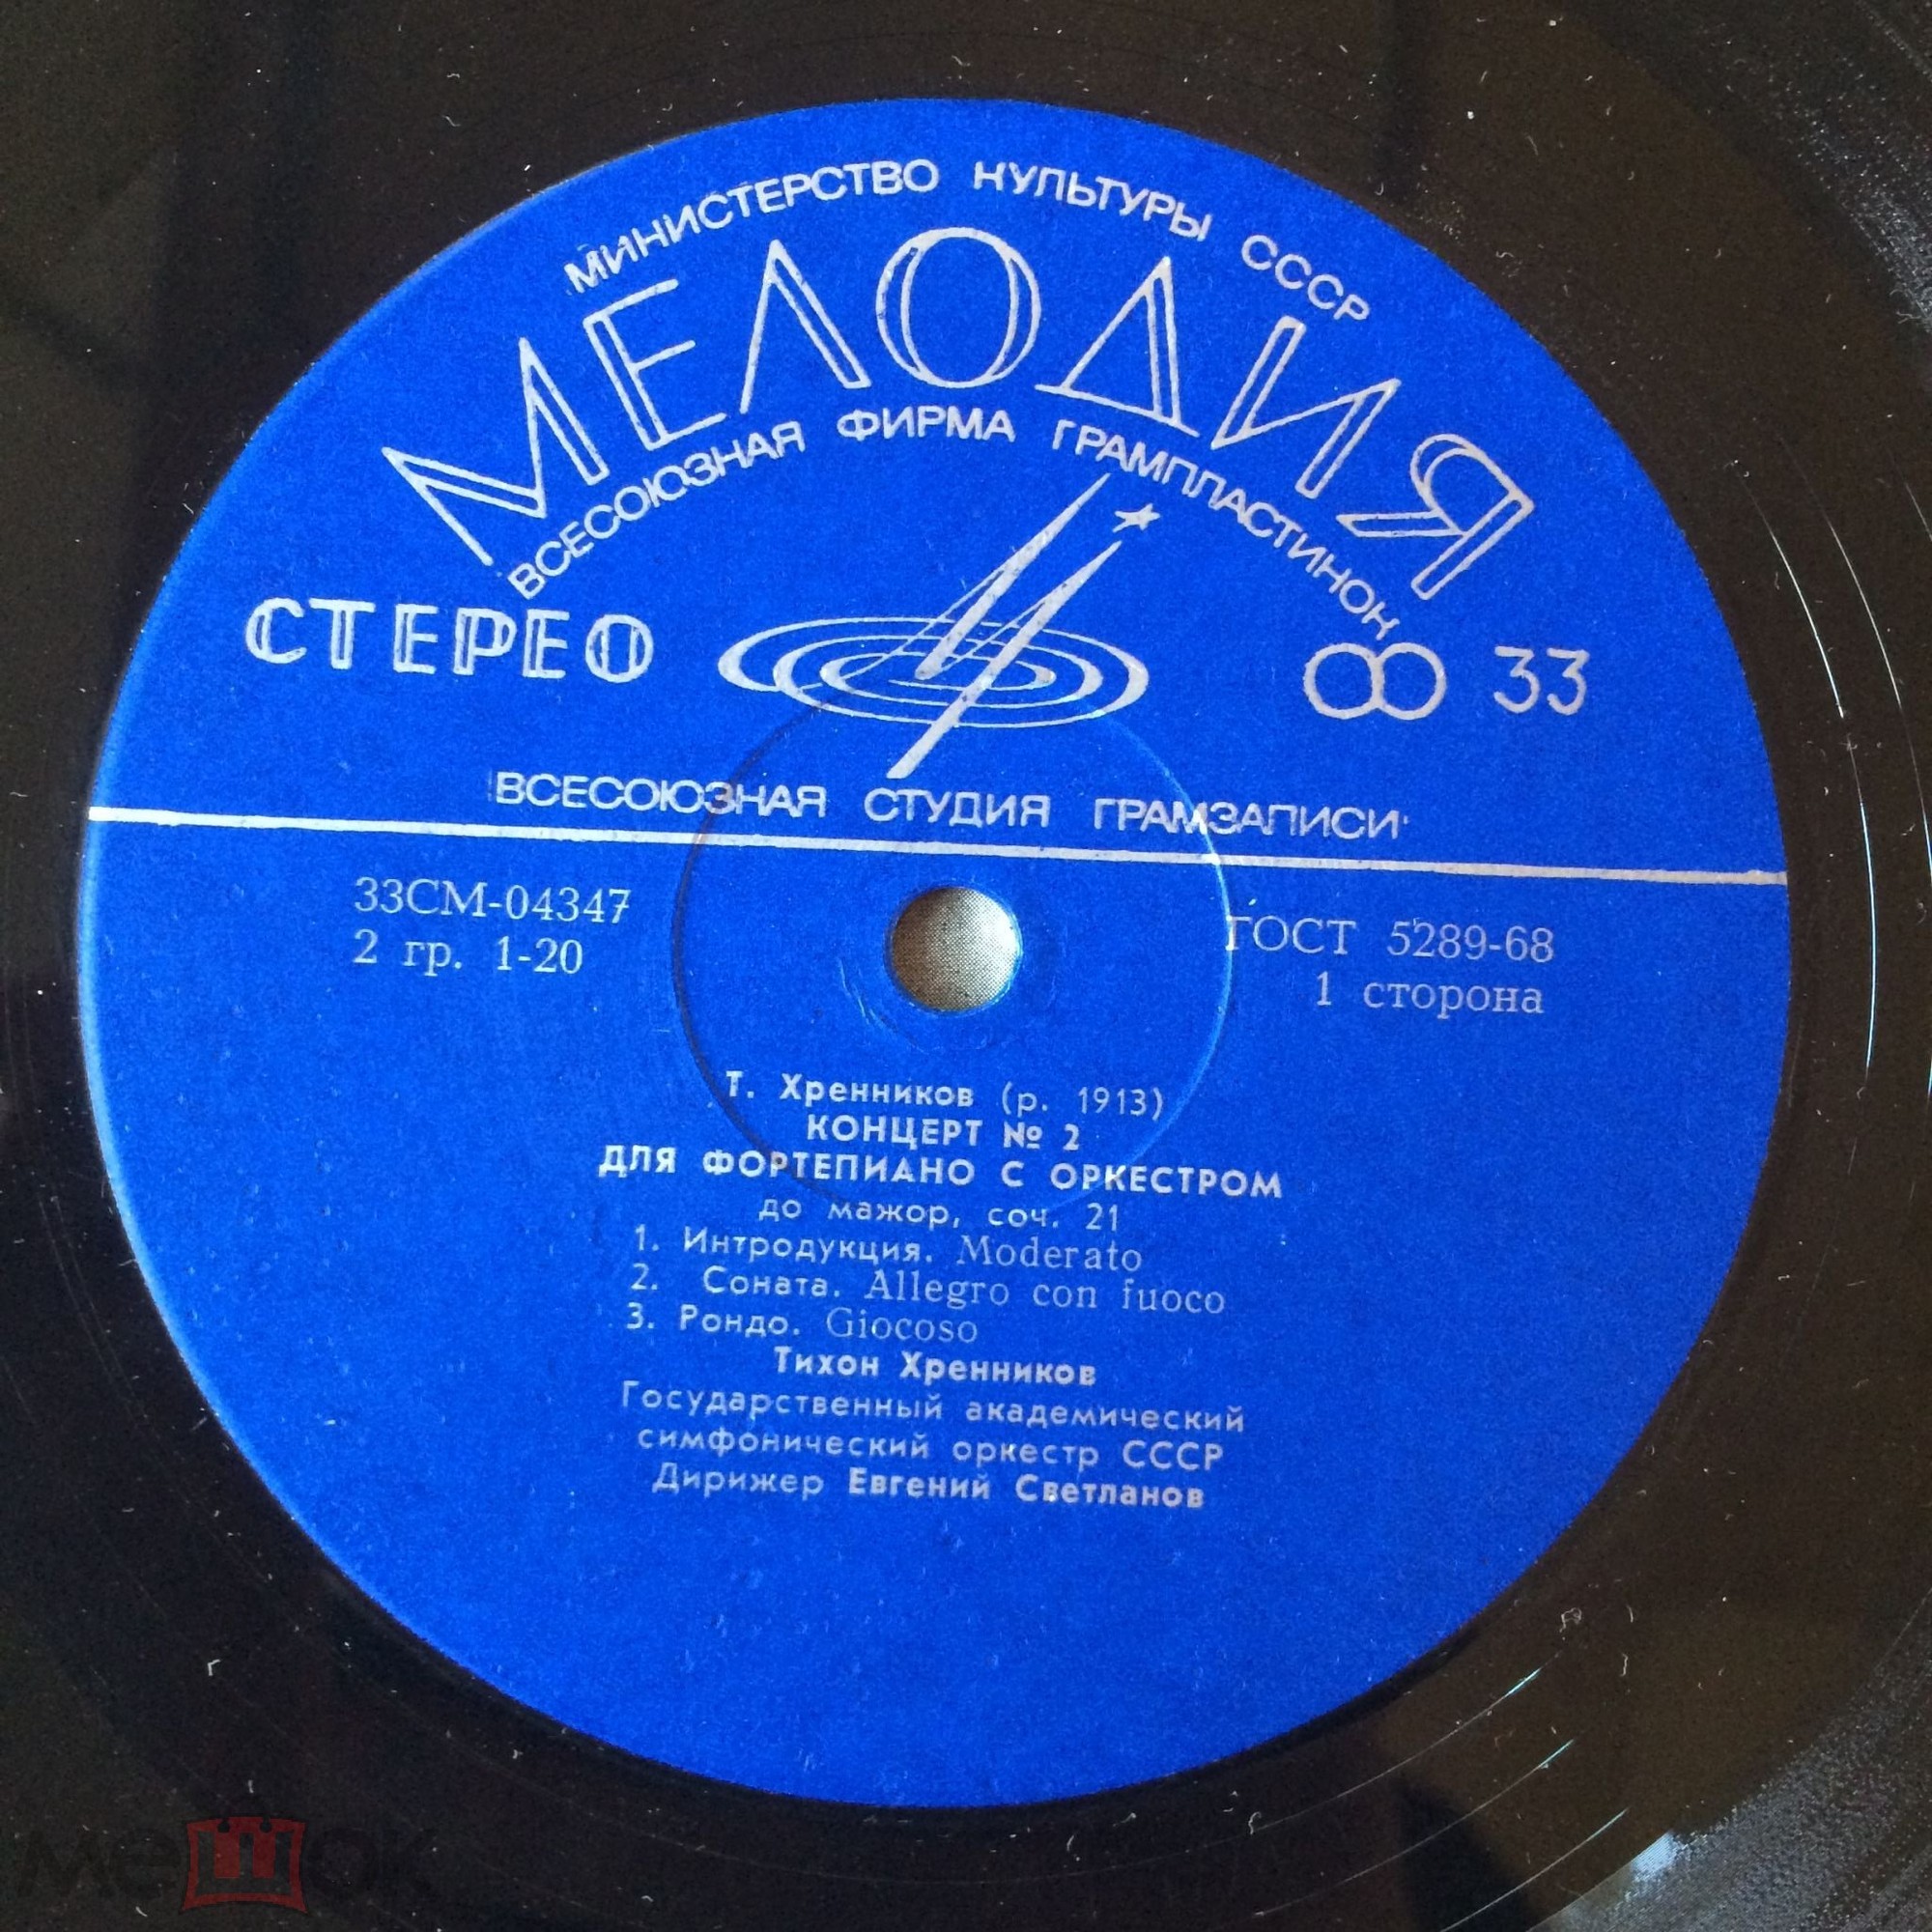 МИНИСТЕРСТВО КУЛЬТУРЫ СССР
МЕЛОДИЯ
ВСЕСОЮЗНАЯ ФИРМА ГРАМПЛАСТИНОК
СТЕРЕО
33
ВСЕСОЮЗНАЯ СТУДИЯ ГРАМЗАПИСИ
33СМ-04347
ГОСТ 5289-68
2 гр. 1-20
1 сторона
Т. Хренников (р. 1913)
КОНЦЕРТ № 2
ДЛЯ ФОРТЕПИАНО С ОРКЕСТРОМ
до мажор, соч. 21
1. Интродукция. Moderato
2. Соната. Allegro con fuoco
3. Рондо. Giocoso
Тихон Хренников
Государственный академический
симфонический оркестр СССР
Дирижер Евгений Светланов
мешок